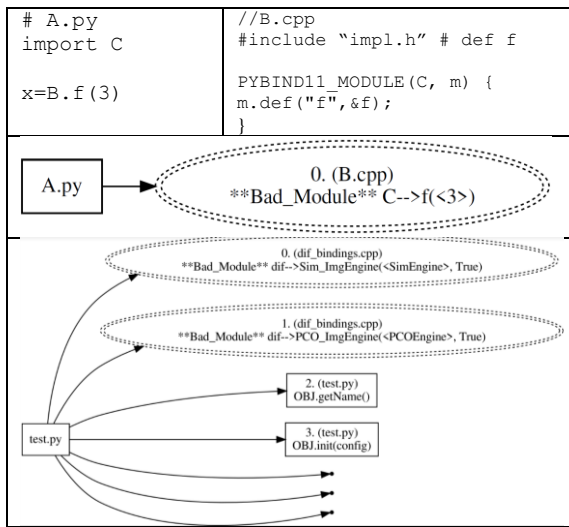 # A.py
import C
x=B.f(3)
//B.cpp
#include “impl.h” # def f
PYBIND11_MODULE(C, m) {
m.def("f",&f);
}
A.py
0. (B.cpp)
**Bad_Module** C-->f(<3>)
0. (dif_bindings.cpp)
**Bad_Module** dif-->Sim_ImgEngine(<SimEngine>, True)
1. (dif_bindings.cpp)
**Bad_Module** dif-->PCO_ImgEngine(<PCOEngine>, True)
2. (test.py)
OBJ.getName()
test.py
3. (test.py)
OBJ.init(config)